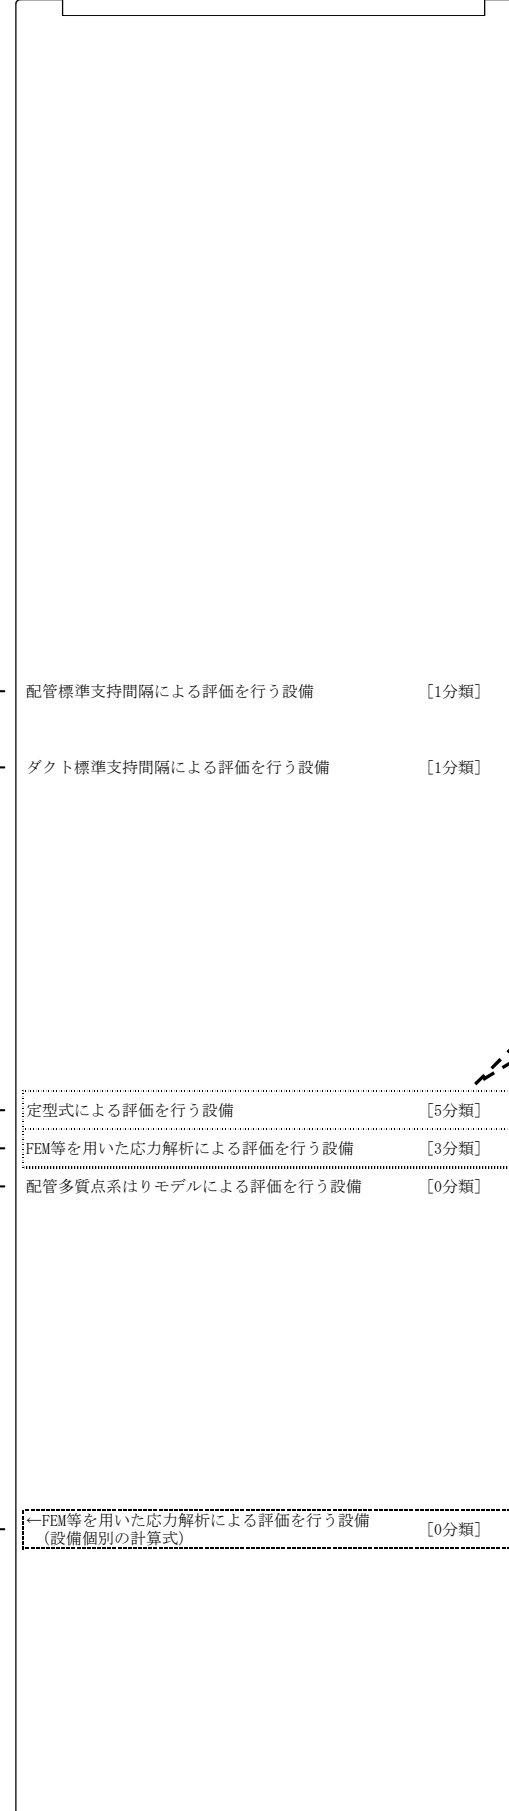 配管標準支持間隔による評価を行う設備 [1分類]
ダクト標準支持間隔による評価を行う設備 [1分類]
定型式による評価を行う設備 [5分類]
FEM等を用いた応力解析による評価を行う設備 [3分類]
配管多質点系はりモデルによる評価を行う設備 [0分類]
←FEM等を用いた応力解析による評価を行う設備 [0分類]
(設備個別の計算式)